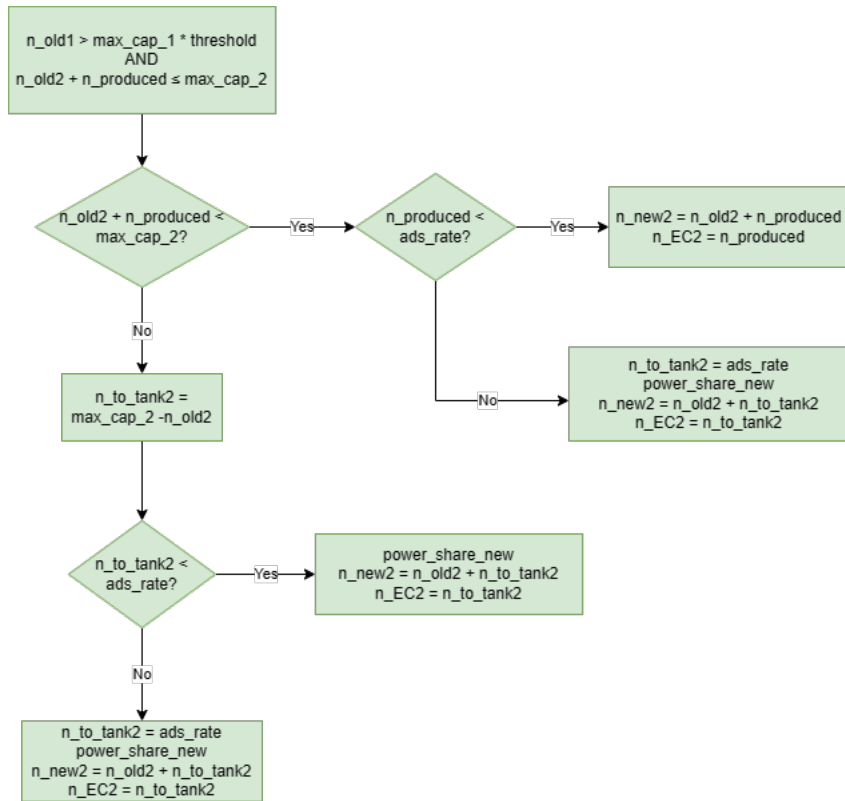 n_old1 > max_cap_1 * threshold
AND
n_old2 + n_produced ≤ max_cap_2
n_old2 + n_produced <
max_cap_2?
Yes
n_produced <
ads_rate?
Yes
n_new2 = n_old2 + n_produced
n_EC2 = n_produced
No
n_to_tank2 = ads_rate
power_share_new
n_new2 = n_old2 + n_to_tank2
n_EC2 = n_to_tank2
No
n_to_tank2 =
max_cap_2 -n_old2
n_to_tank2 <
ads_rate?
Yes
power_share_new
n_new2 = n_old2 + n_to_tank2
n_EC2 = n_to_tank2
No
n_to_tank2 = ads_rate
power_share_new
n_new2 = n_old2 + n_to_tank2
n_EC2 = n_to_tank2